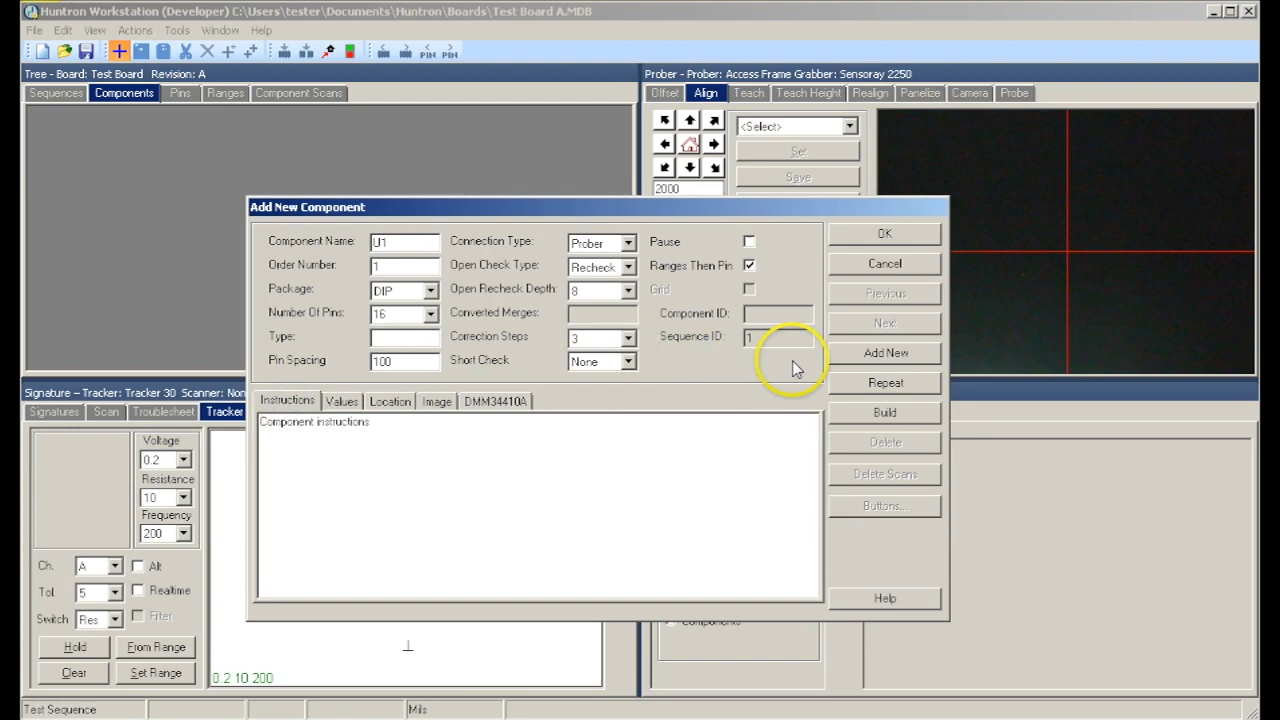 Huntron Workstation (Developer) C:\Users\tester\Documents\Huntron\Boards\Test Board A.MDB
File Edit View Actions Tools Window Help
PIN PIN
Tree - Board: Test Board Revision: A
Sequences Components Pins Ranges Component Scans
Prober - Prober: Access Frame Grabber: Sensoray 2250
Offset Align Teach Teach Height Realign Panelize Camera Probe
<Select>
Set
Save
2000
Add New Component
Component Name: U1 Connection Type: Prober Pause
Order Number: 1 Open Check Type: Recheck Ranges Then Pin
Package: DIP Open Recheck Depth: 8 Grid
Number Of Pins: 16 Converted Merges: Component ID:
Type: Correction Steps 3 Sequence ID: 1
Pin Spacing 100 Short Check None
OK
Cancel
Previous
Next
Add New
Repeat
Build
Delete
Delete Scans
Buttons...
Help
Instructions Values Location Image DMM34410A
Component instructions
Signature – Tracker: Tracker 30 Scanner: Non
Signatures Scan Troubleshoot Tracker
Voltage
0.2
Resistance
10
Frequency
200
Ch. A Alt
Tol. 5 Realtime
Switch Res Filter
Hold From Range
Clear Set Range
0.2 10 200
Components
Test Sequence Mils